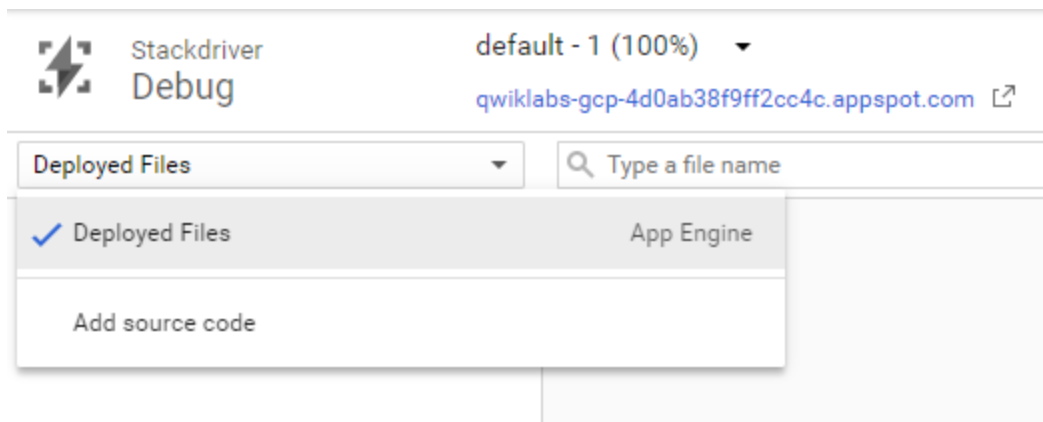 Stackdriver
Debug
default - 1 (100%)
qwiklabs-gcp-4d0ab38f9ff2cc4c.appspot.com
Deployed Files
Type a file name
Deployed Files
App Engine
Add source code